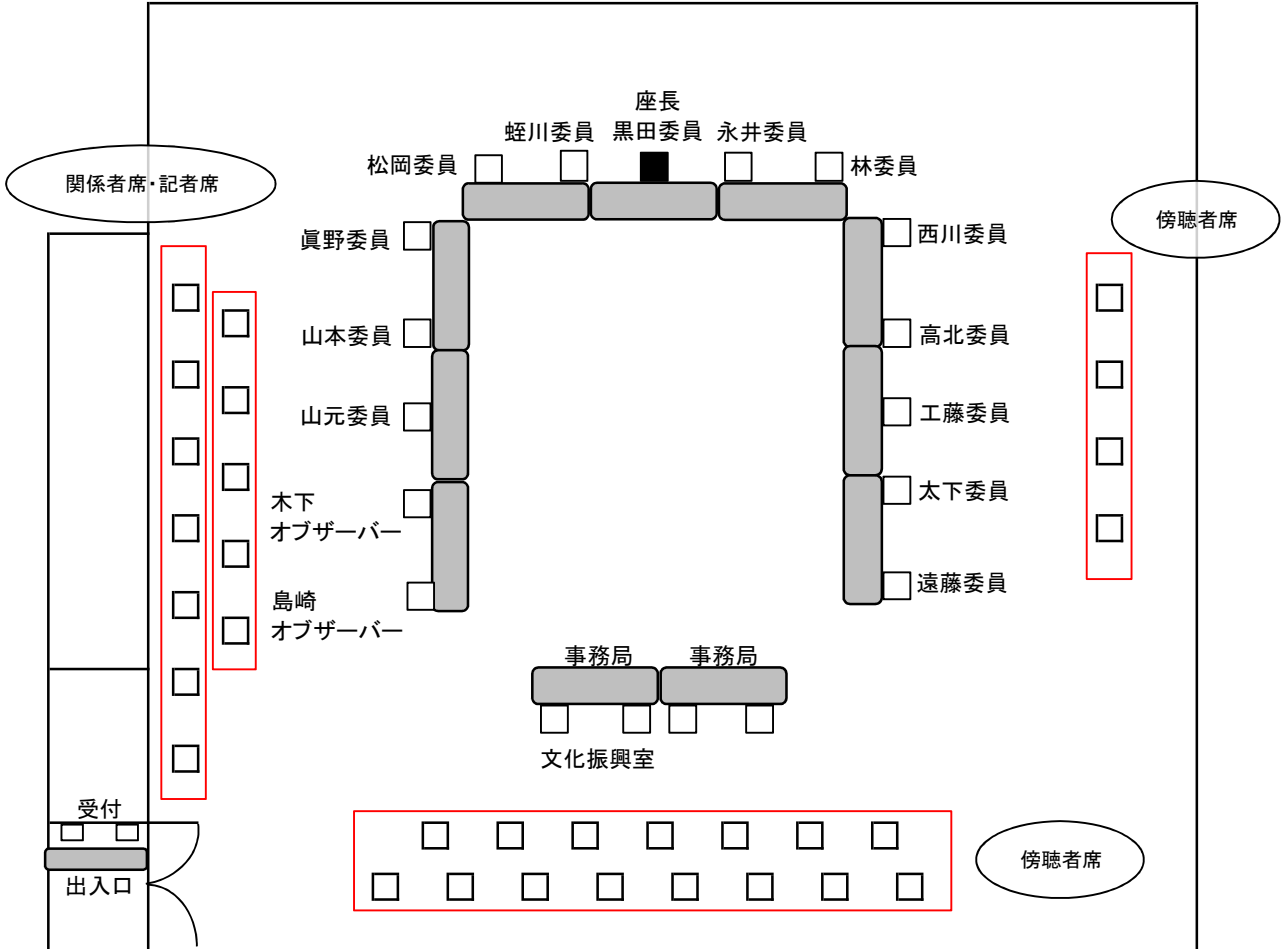 座長
蛭川委員 黒田委員 永井委員
松岡委員 林委員
関係者席・記者席
傍聴者席
眞野委員 西川委員
山本委員 高北委員
山元委員 工藤委員
木下
オブザーバー
太下委員
島崎
オブザーバー
遠藤委員
事務局 事務局
文化振興室
受付
出入口
傍聴者席